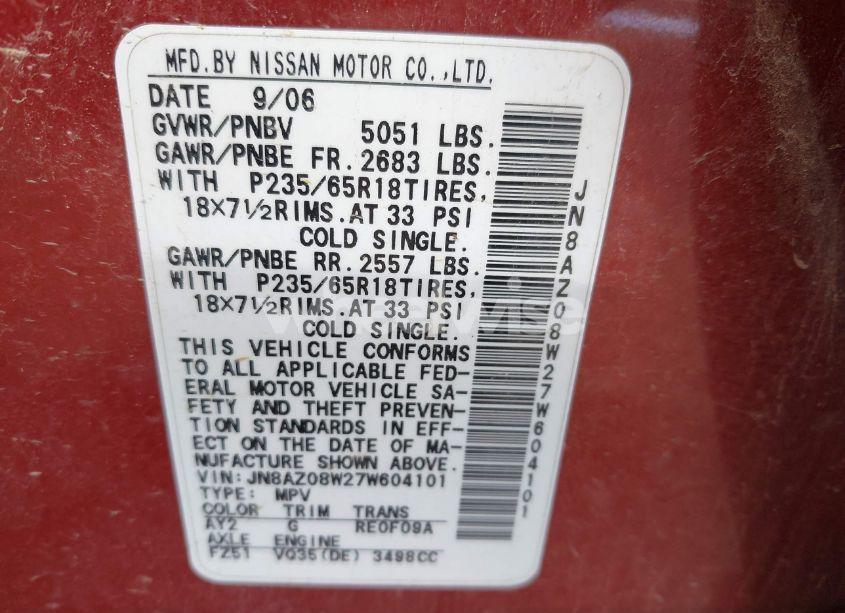 MFD.BY NISSAN MOTOR CO.,LTD.
DATE 9/06
GVWR/PNBV 5051 LBS.
GAWR/PNBE FR.2683 LBS.
WITH P235/65R18TIRES,
18X7½RIMS.AT 33 PSI
COLD SINGLE.
GAWR/PNBE RR.2557 LBS.
WITH P235/65R18TIRES,
18X7½RIMS.AT 33 PSI
COLD SINGLE.
THIS VEHICLE CONFORMS
TO ALL APPLICABLE FED-
ERAL MOTOR VEHICLE SA-
FETY AND THEFT PREVEN-
TION STANDARDS IN EFF-
ECT ON THE DATE OF MA-
NUFACTURE SHOWN ABOVE.
VIN: JN8AZ08W27W604101
TYPE: MPV
COLOR TRIM TRANS
AY2 G RE0F09A
AXLE ENGINE
FZ51 VQ35(DE) 3498CC
JN8AZ08W27W604101